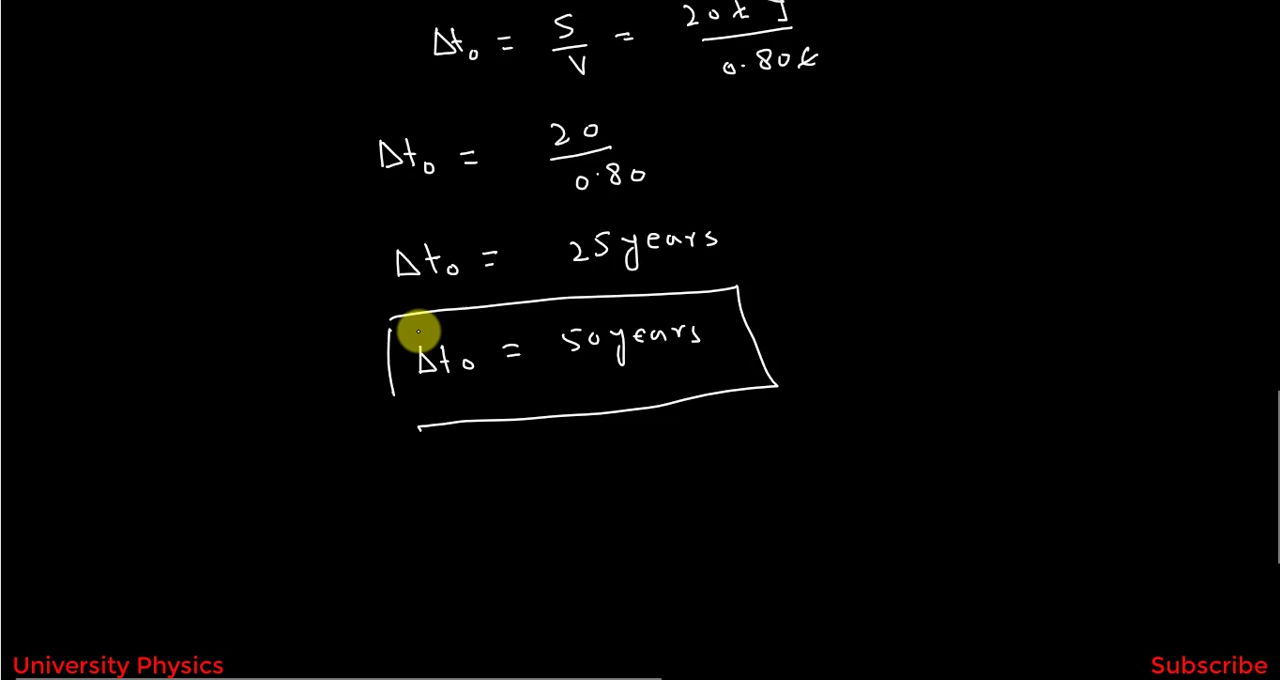 Δt₀ = S/V = 20c y/0.80c
Δt₀ = 20/0.80
Δt₀ = 25 years
Δt₀ = 50 years
University Physics
Subscribe